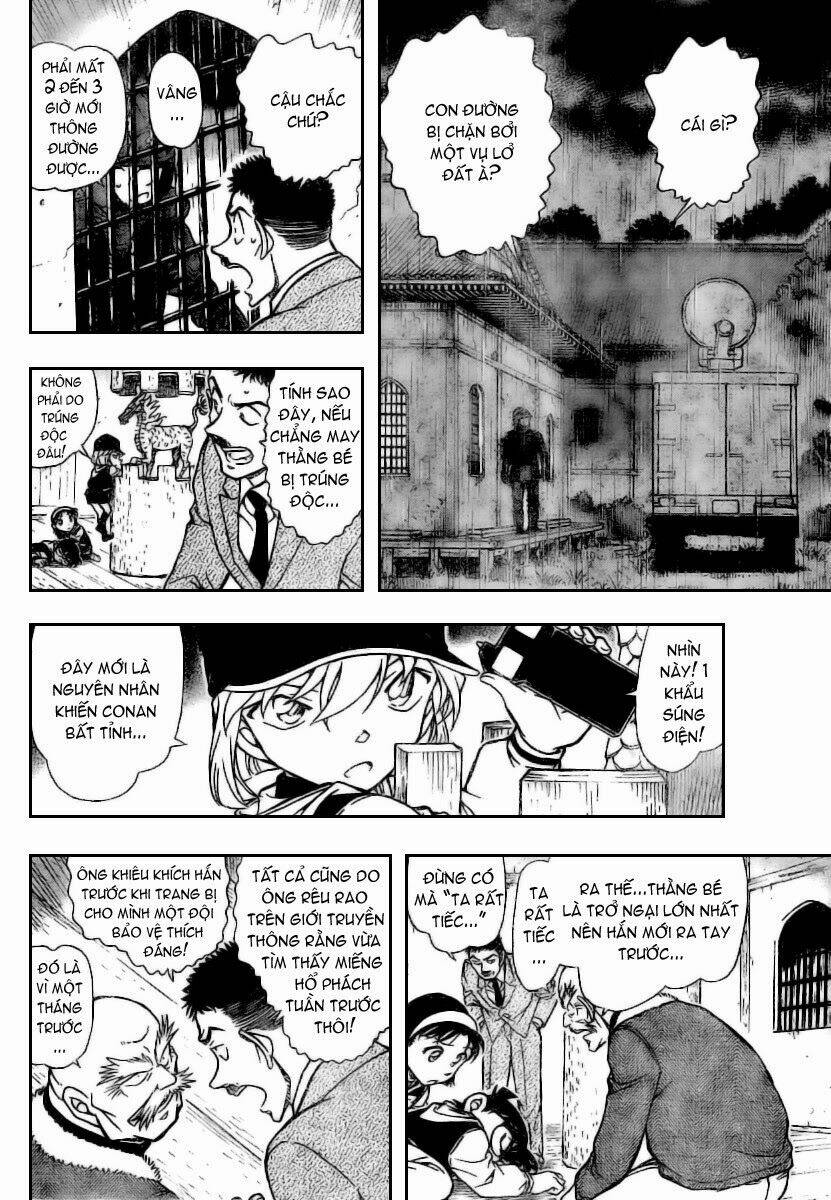 CÁI GÌ?
CON ĐƯỜNG
BỊ CHẶN BỞI
MỘT VỤ LỞ
ĐẤT À?
CẬU CHẮC
CHỨ?
VÂNG
...
PHẢI MẤT
2 ĐẾN 3
GIỜ MỚI
THÔNG
ĐƯỜNG
ĐƯỢC...
TÍNH SAO
ĐÂY, NẾU
CHẲNG MAY
THẰNG BÉ
BỊ TRÚNG
ĐỘC...
KHÔNG
PHẢI DO
TRÚNG
ĐỘC
ĐÂU!
NHÌN
NÀY! 1
KHẨU
SÚNG
ĐIỆN!
ĐÂY MỚI LÀ
NGUYÊN NHÂN
KHIẾN CONAN
BẤT TỈNH...
RA THẾ...THẰNG BÉ
LÀ TRỞ NGẠI LỚN NHẤT
NÊN HẮN MỚI RA TAY
TRƯỚC...
TA
RẤT
TIẾC
...
ĐỪNG CÓ
MÀ "TA RẤT
TIẾC..."
TẤT CẢ CŨNG DO
ÔNG RÊU RAO
TRÊN GIỚI TRUYỀN
THÔNG RẰNG VỪA
TÌM THẤY MIẾNG
HỔ PHÁCH
TUẦN TRƯỚC
THÔI!
ÔNG KHIÊU KHÍCH HẮN
TRƯỚC KHI TRANG BỊ
CHO MÌNH MỘT ĐỘI
BẢO VỆ THÍCH
ĐÁNG!
ĐÓ LÀ
VÌ MỘT
THÁNG
TRƯỚC
...